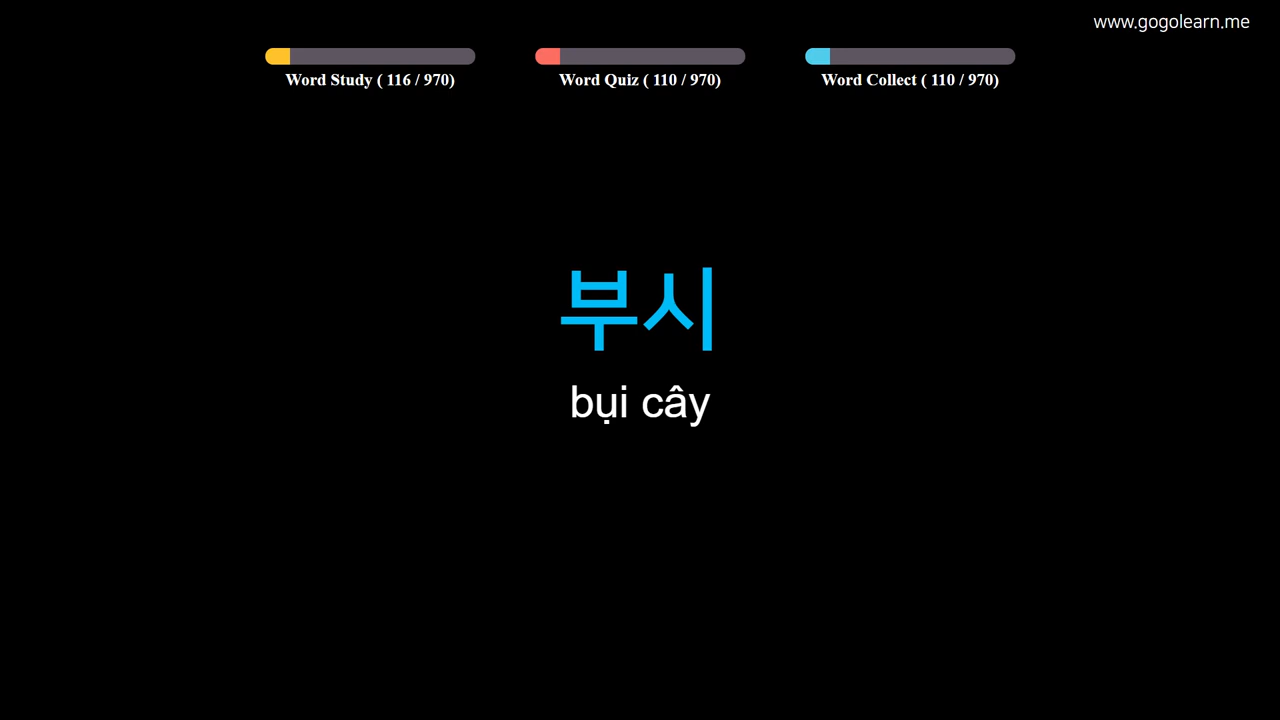 www.gogolearn.me
Word Study ( 116 / 970)
Word Quiz ( 110 / 970)
Word Collect ( 110 / 970)
부시
bụi cây